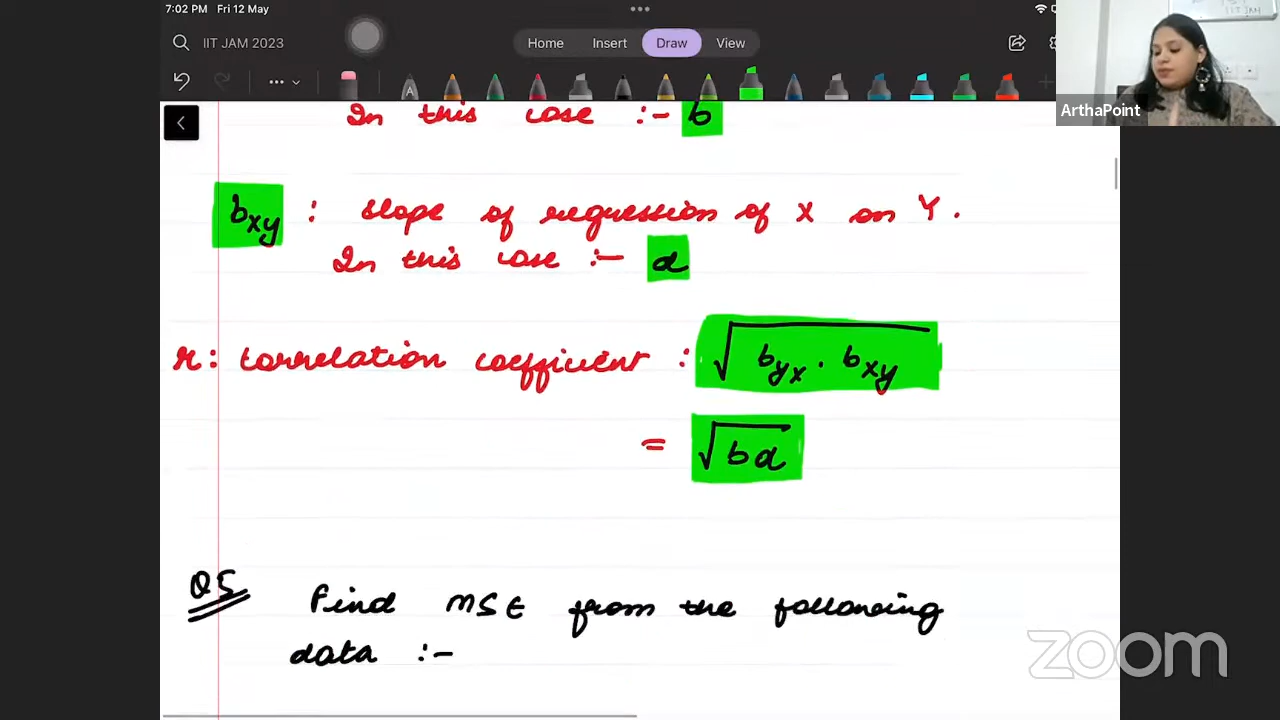 7:02 PM Fri 12 May
IIT JAM 2023
Home Insert Draw View
ArthaPoint
In this case :- b
bxy : slope of regression of X on Y.
In this case :- d
r : correlation coefficient : √byx . bxy
= √bd
Q5 Find MSE from the following
data :-
zoom